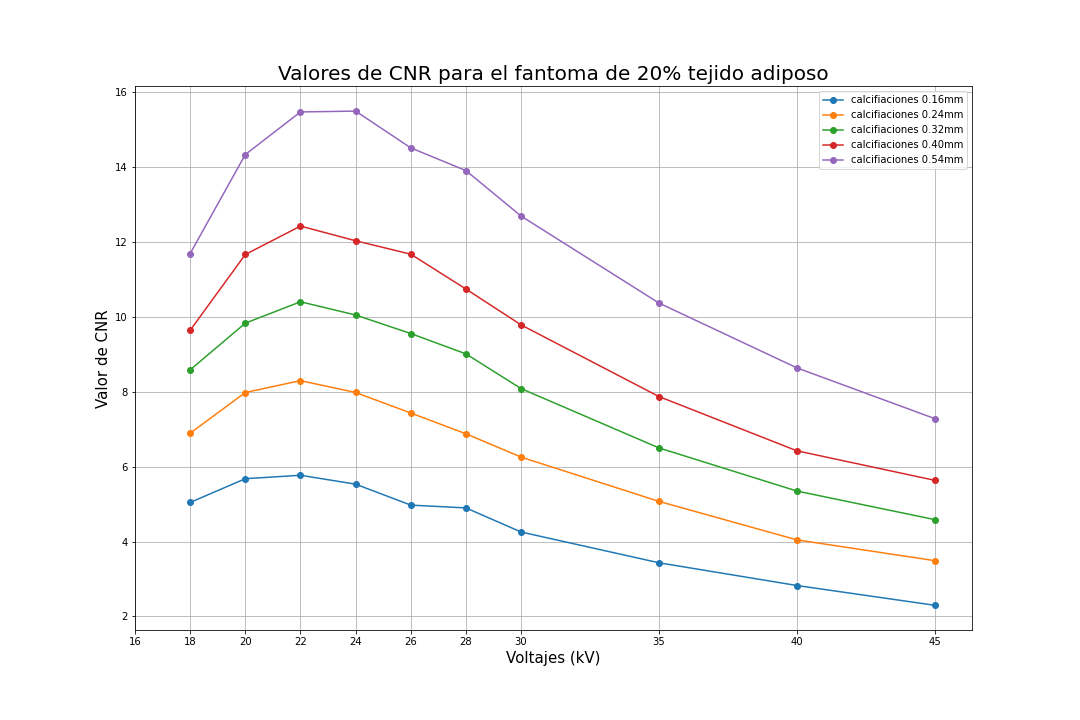 Valores de CNR para el fantoma de 20% tejido adiposo
16
14
12
10
8
6
4
2
Valor de CNR
calcifiaciones 0.16mm
calcifiaciones 0.24mm
calcifiaciones 0.32mm
calcifiaciones 0.40mm
calcifiaciones 0.54mm
16 18 20 22 24 26 28 30 35 40 45
Voltajes (kV)